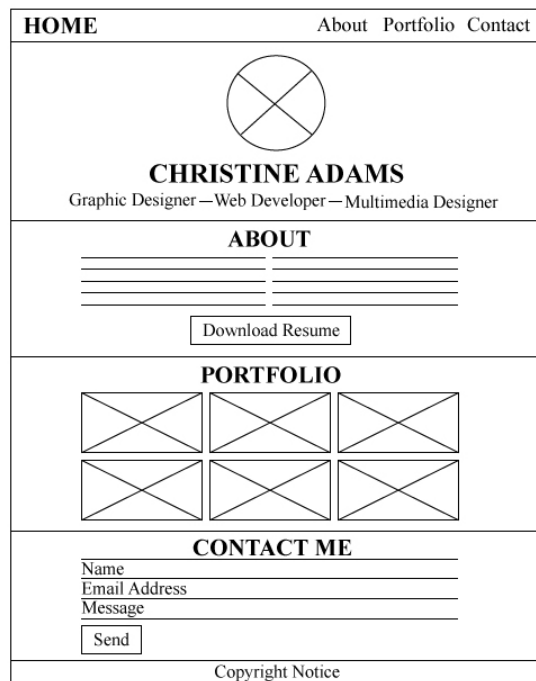 HOME About Portfolio Contact
CHRISTINE ADAMS
Graphic Designer — Web Developer — Multimedia Designer
ABOUT
Download Resume
PORTFOLIO
CONTACT ME
Name
Email Address
Message
Send
Copyright Notice